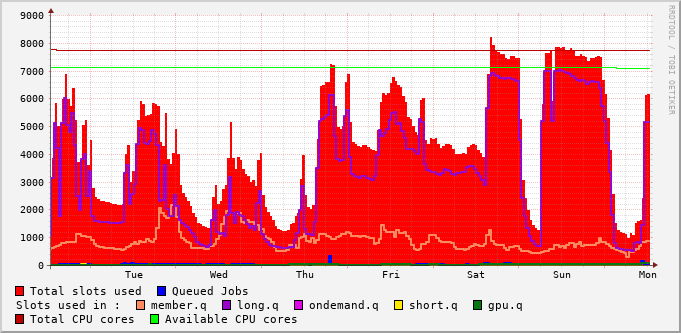 9000
8000
7000
6000
5000
4000
3000
2000
1000
0
Tue Wed Thu Fri Sat Sun Mon
RRDTOOL / TOBI OETIKER
Total slots used Queued Jobs
Slots used in : member.q long.q ondemand.q short.q gpu.q
Total CPU cores Available CPU cores